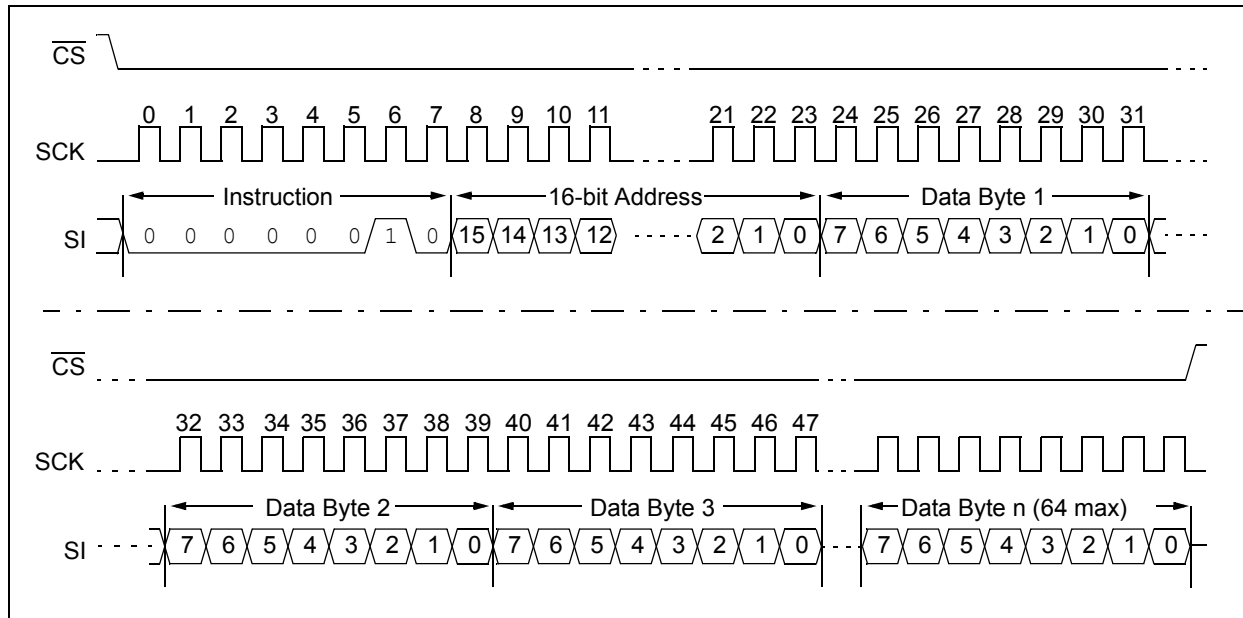 CS
0 1 2 3 4 5 6 7 8 9 10 11 21 22 23 24 25 26 27 28 29 30 31
SCK
Instruction 16-bit Address Data Byte 1
SI 0 0 0 0 0 0 1 0 15 14 13 12 2 1 0 7 6 5 4 3 2 1 0
CS
32 33 34 35 36 37 38 39 40 41 42 43 44 45 46 47
SCK
Data Byte 2 Data Byte 3 Data Byte n (64 max)
SI 7 6 5 4 3 2 1 0 7 6 5 4 3 2 1 0 7 6 5 4 3 2 1 0